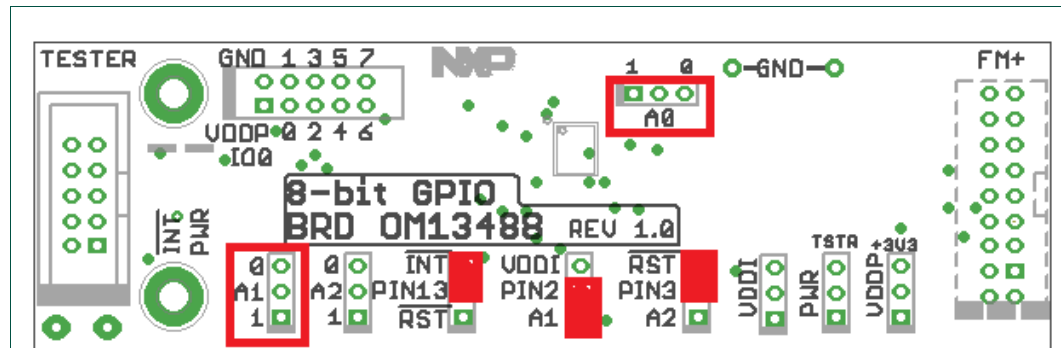 TESTER
GND 1 3 5 7
NXP
1 0
GND
FM+
A0
VDDP 0 2 4 6
IO0
8-bit GPIO
BRD OM13488 REV 1.0
INT
PWR
0
A1
1
0
A2
1
INT
PIN13
RST
VDDI
PIN2
A1
RST
PIN3
A2
VDDI
TSTR
PWR
+3V3
VDDP